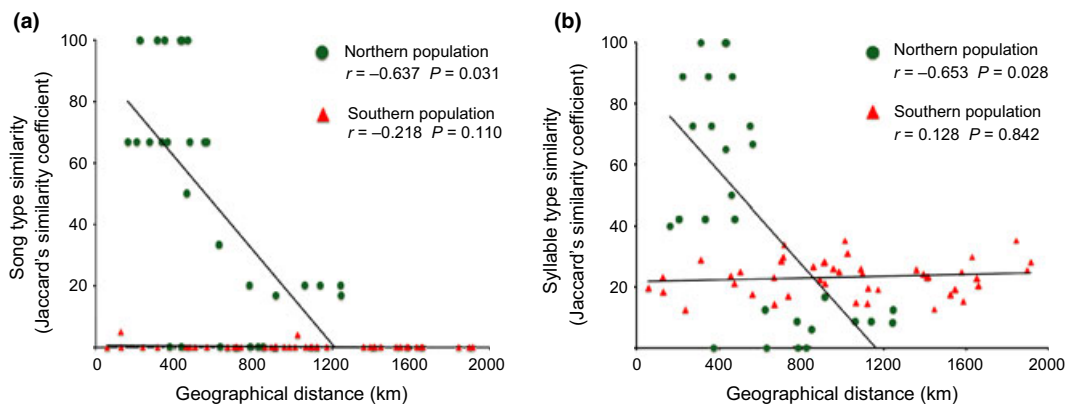 (a)
Song type similarity
(Jaccard's similarity coefficient)
100
80
60
40
20
0
400
800
1200
1600
2000
Geographical distance (km)
Northern population
r = –0.637 P = 0.031
Southern population
r = –0.218 P = 0.110
(b)
Syllable type similarity
(Jaccard's similarity coefficient)
100
80
60
40
20
0
400
800
1200
1600
2000
Geographical distance (km)
Northern population
r = –0.653 P = 0.028
Southern population
r = 0.128 P = 0.842